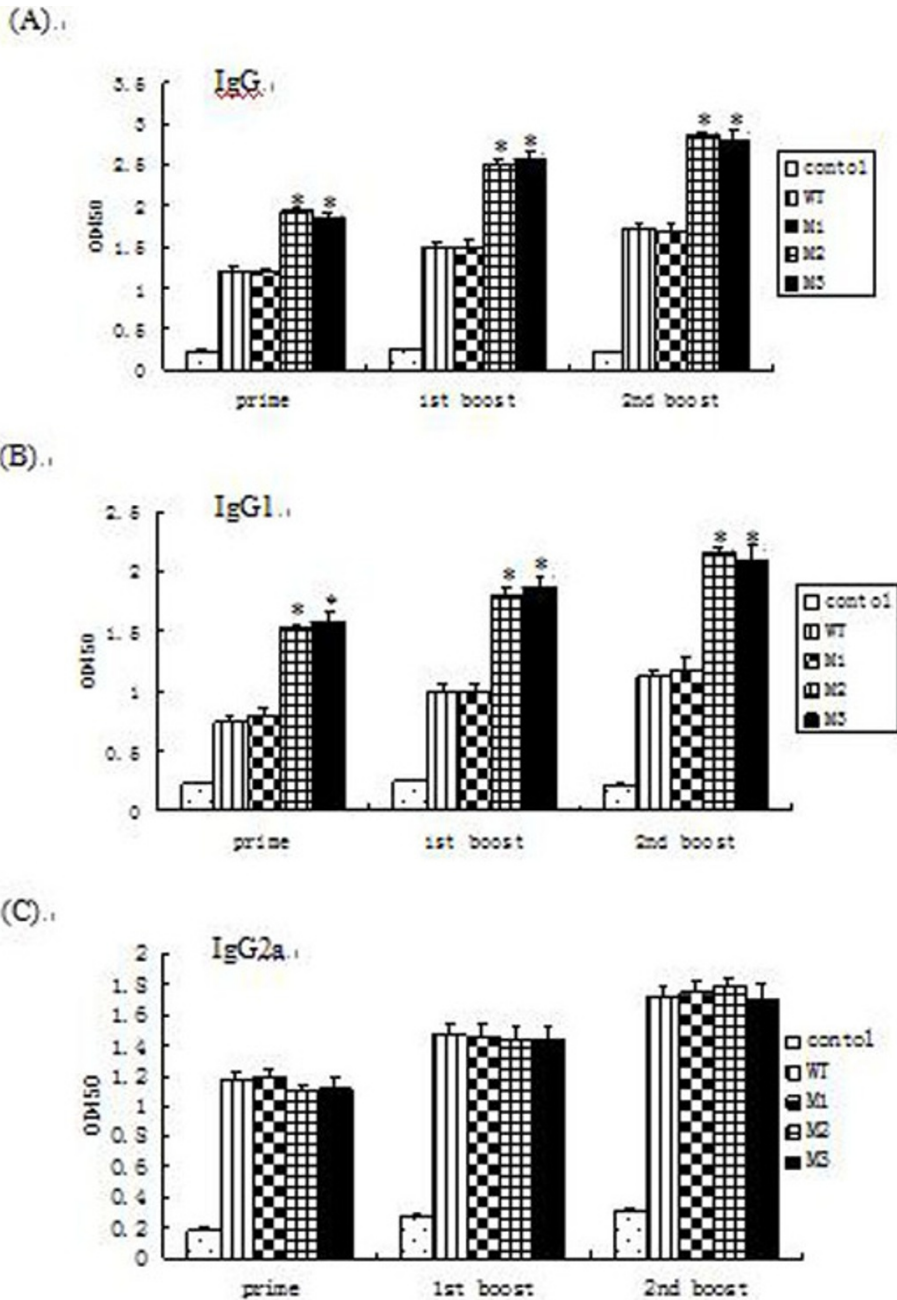 (A).
IgG.
3.5
3
2.5
2
1.5
1
0.5
0
OD450
* * * * * *
prime 1st boost 2nd boost
contol
WT
M1
M2
M3
(B).
IgG1.
2.5
2
1.5
1
0.5
0
OD450
* * * * * *
prime 1st boost 2nd boost
contol
WT
M1
M2
M3
(C).
IgG2a.
2
1.8
1.6
1.4
1.2
1
0.8
0.6
0.4
0.2
0
OD450
prime 1st boost 2nd boost
contol
WT
M1
M2
M3